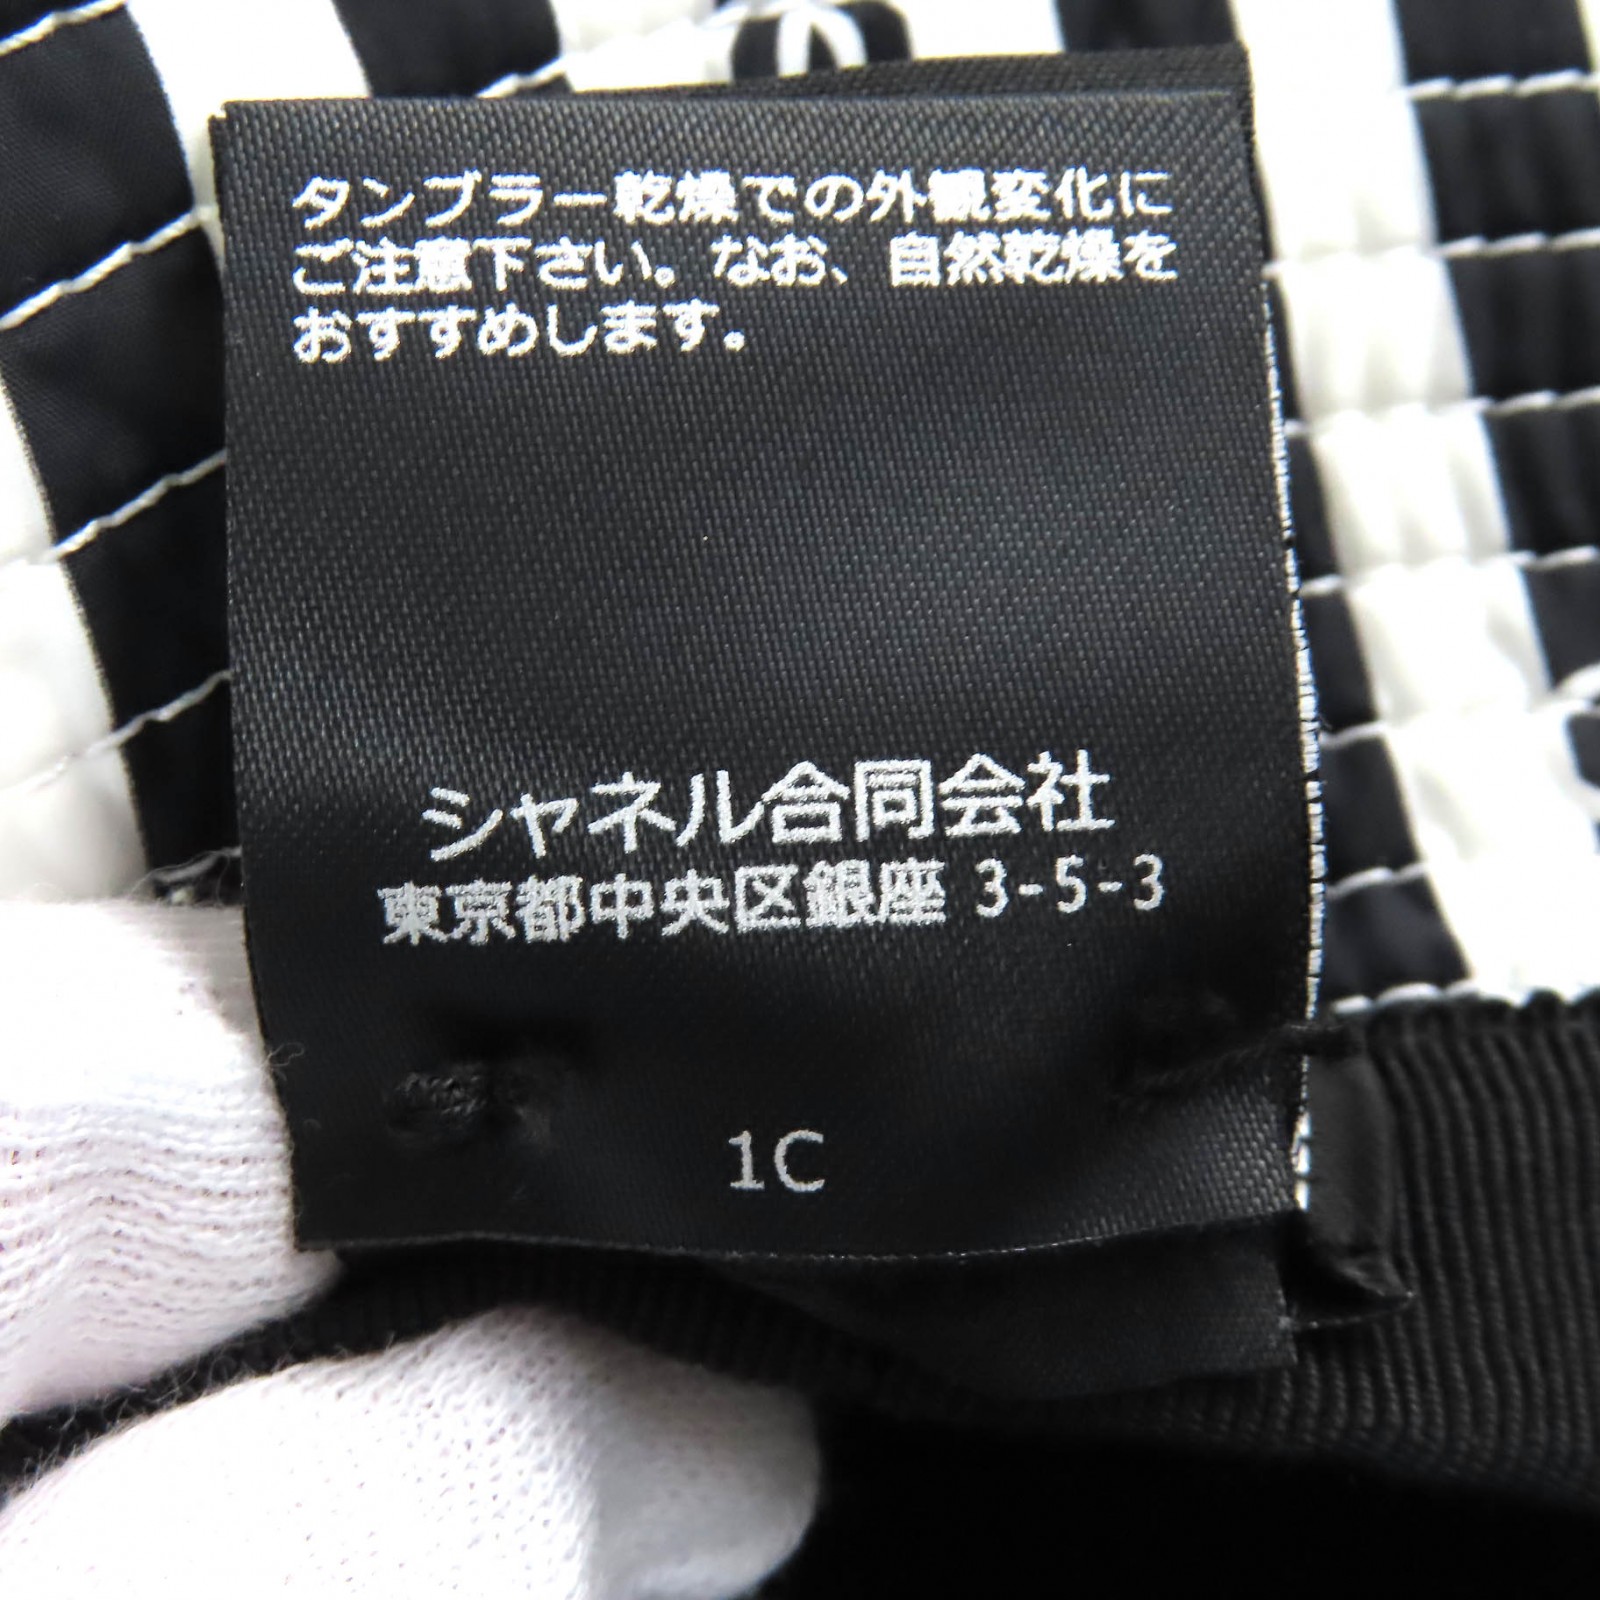 タンブラー乾燥での外観変化に
ご注意下さい。なお、自然乾燥を
おすすめします。
シャネル合同会社
東京都中央区銀座 3-5-3
1C